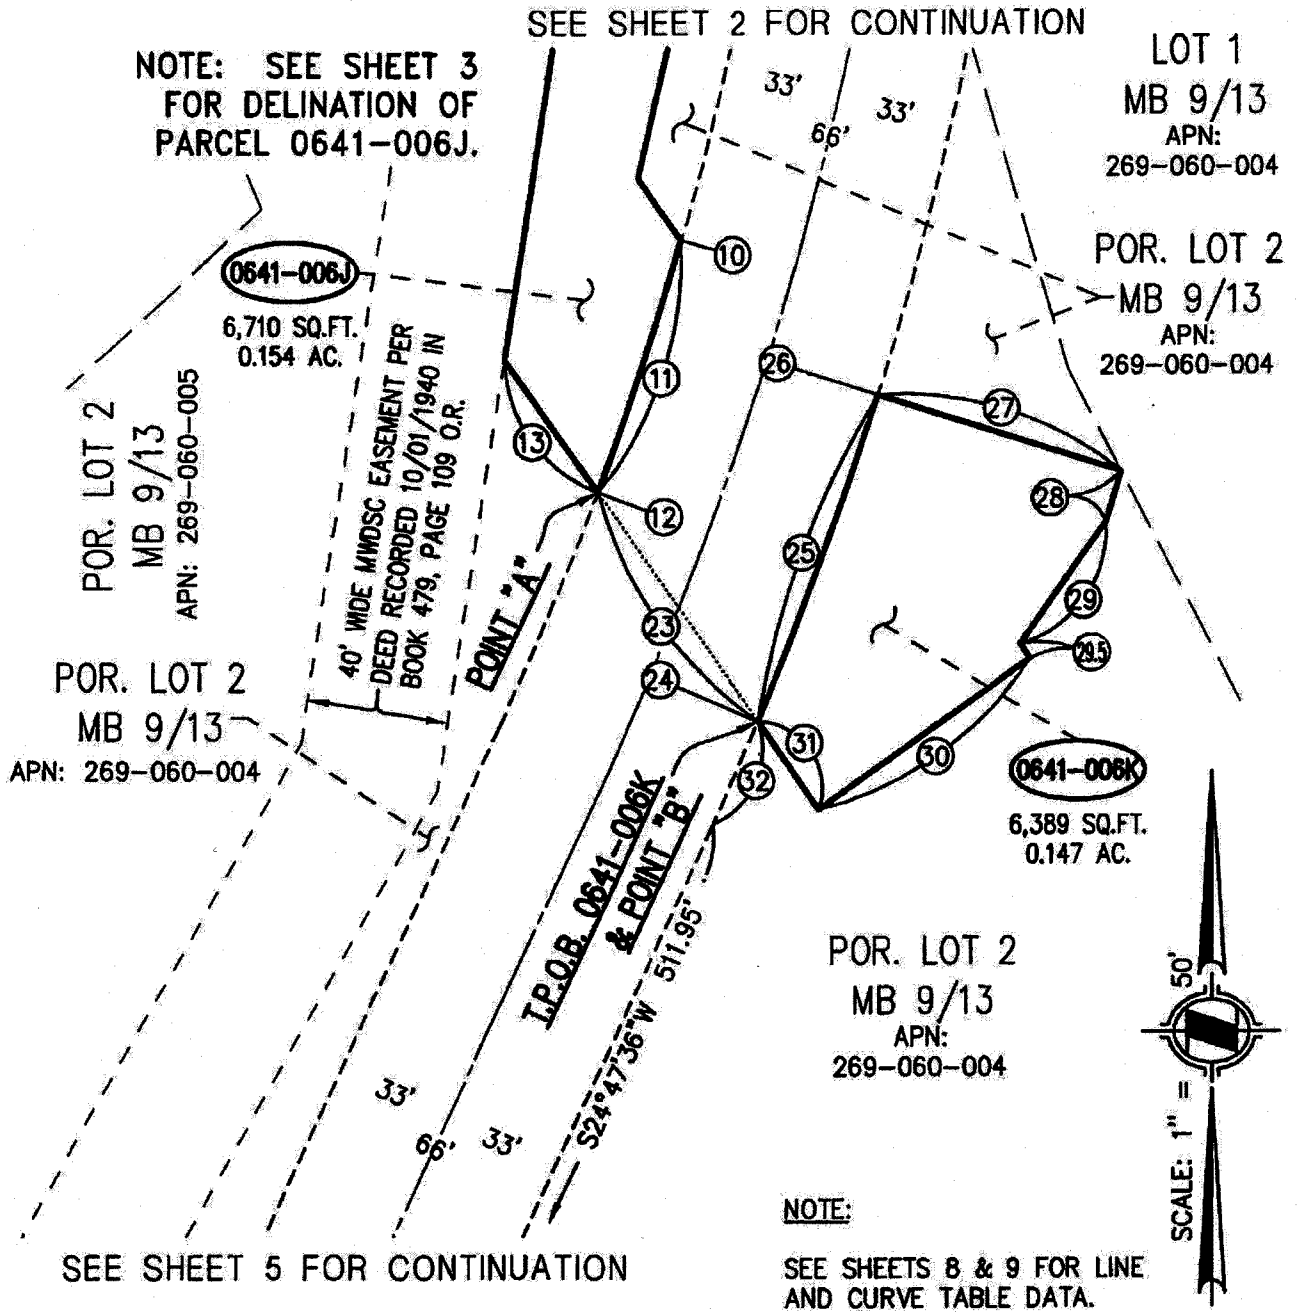 SEE SHEET 2 FOR CONTINUATION
NOTE: SEE SHEET 3
FOR DELINATION OF
PARCEL 0641-006J.
33'
33'
66'
LOT 1
MB 9/13
APN:
269-060-004
POR. LOT 2
MB 9/13
APN:
269-060-004
0641-006J
6,710 SQ.FT.
0.154 AC.
10
11
26
27
13
12
28
25
29
29.5
23
24
31
30
32
POR. LOT 2
MB 9/13
APN: 269-060-005
40' WIDE MWDSC EASEMENT PER
DEED RECORDED 10/01/1940 IN
BOOK 479, PAGE 109 O.R.
POINT "A"
POR. LOT 2
MB 9/13
APN: 269-060-004
0641-006K
6,389 SQ.FT.
0.147 AC.
T.P.O.B. 0641-006K
& POINT "B"
S24°47'36"W 511.95'
POR. LOT 2
MB 9/13
APN:
269-060-004
33'
66'
33'
SCALE: 1" = 50'
NOTE:
SEE SHEETS 8 & 9 FOR LINE
AND CURVE TABLE DATA.
SEE SHEET 5 FOR CONTINUATION